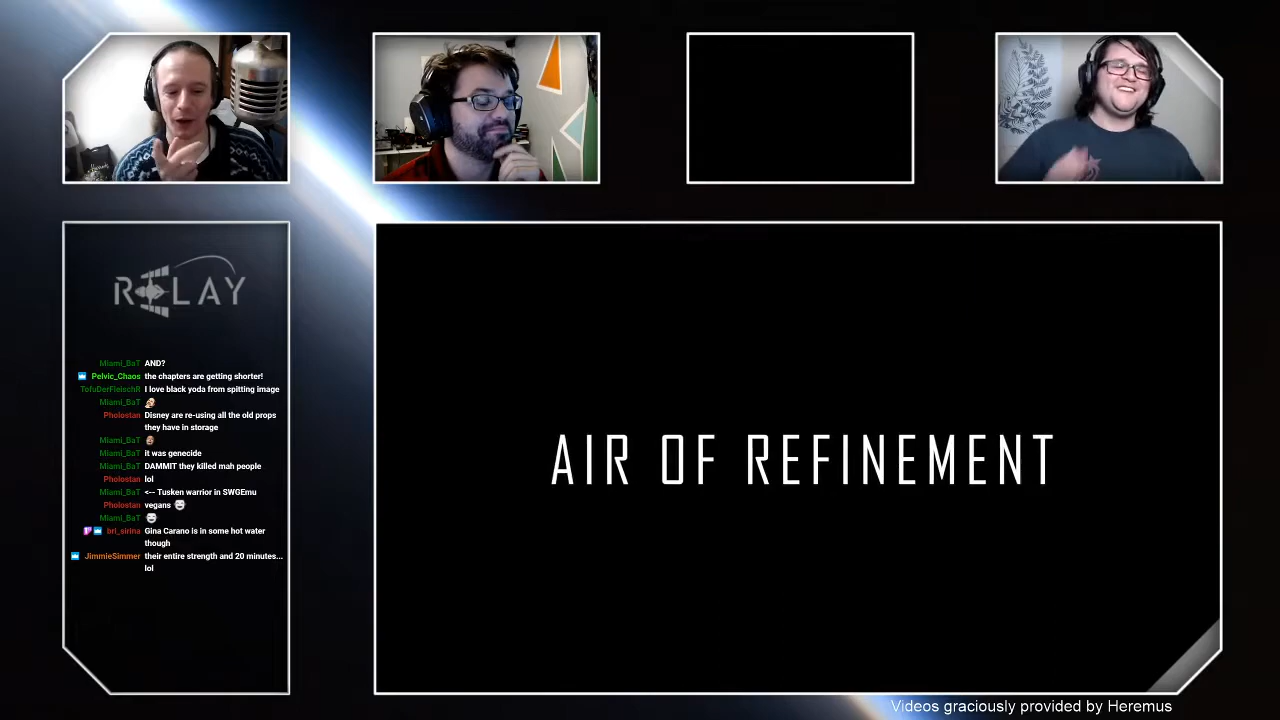 RELAY
Miami_BaT AND?
Pelvic_Chaos the chapters are getting shorter!
TofuDerFleischR I love black yoda from spitting image
Miami_BaT
Pholostan Disney are re-using all the old props
they have in storage
Miami_BaT
Miami_BaT it was genecide
Miami_BaT DAMMIT they killed mah people
Pholostan lol
Miami_BaT <-- Tusken warrior in SWGEmu
Pholostan vegans
Miami_BaT
bri_sirina Gina Carano is in some hot water
though
JimmieSimmer their entire strength and 20 minutes...
lol
AIR OF REFINEMENT
Videos graciously provided by Heremus